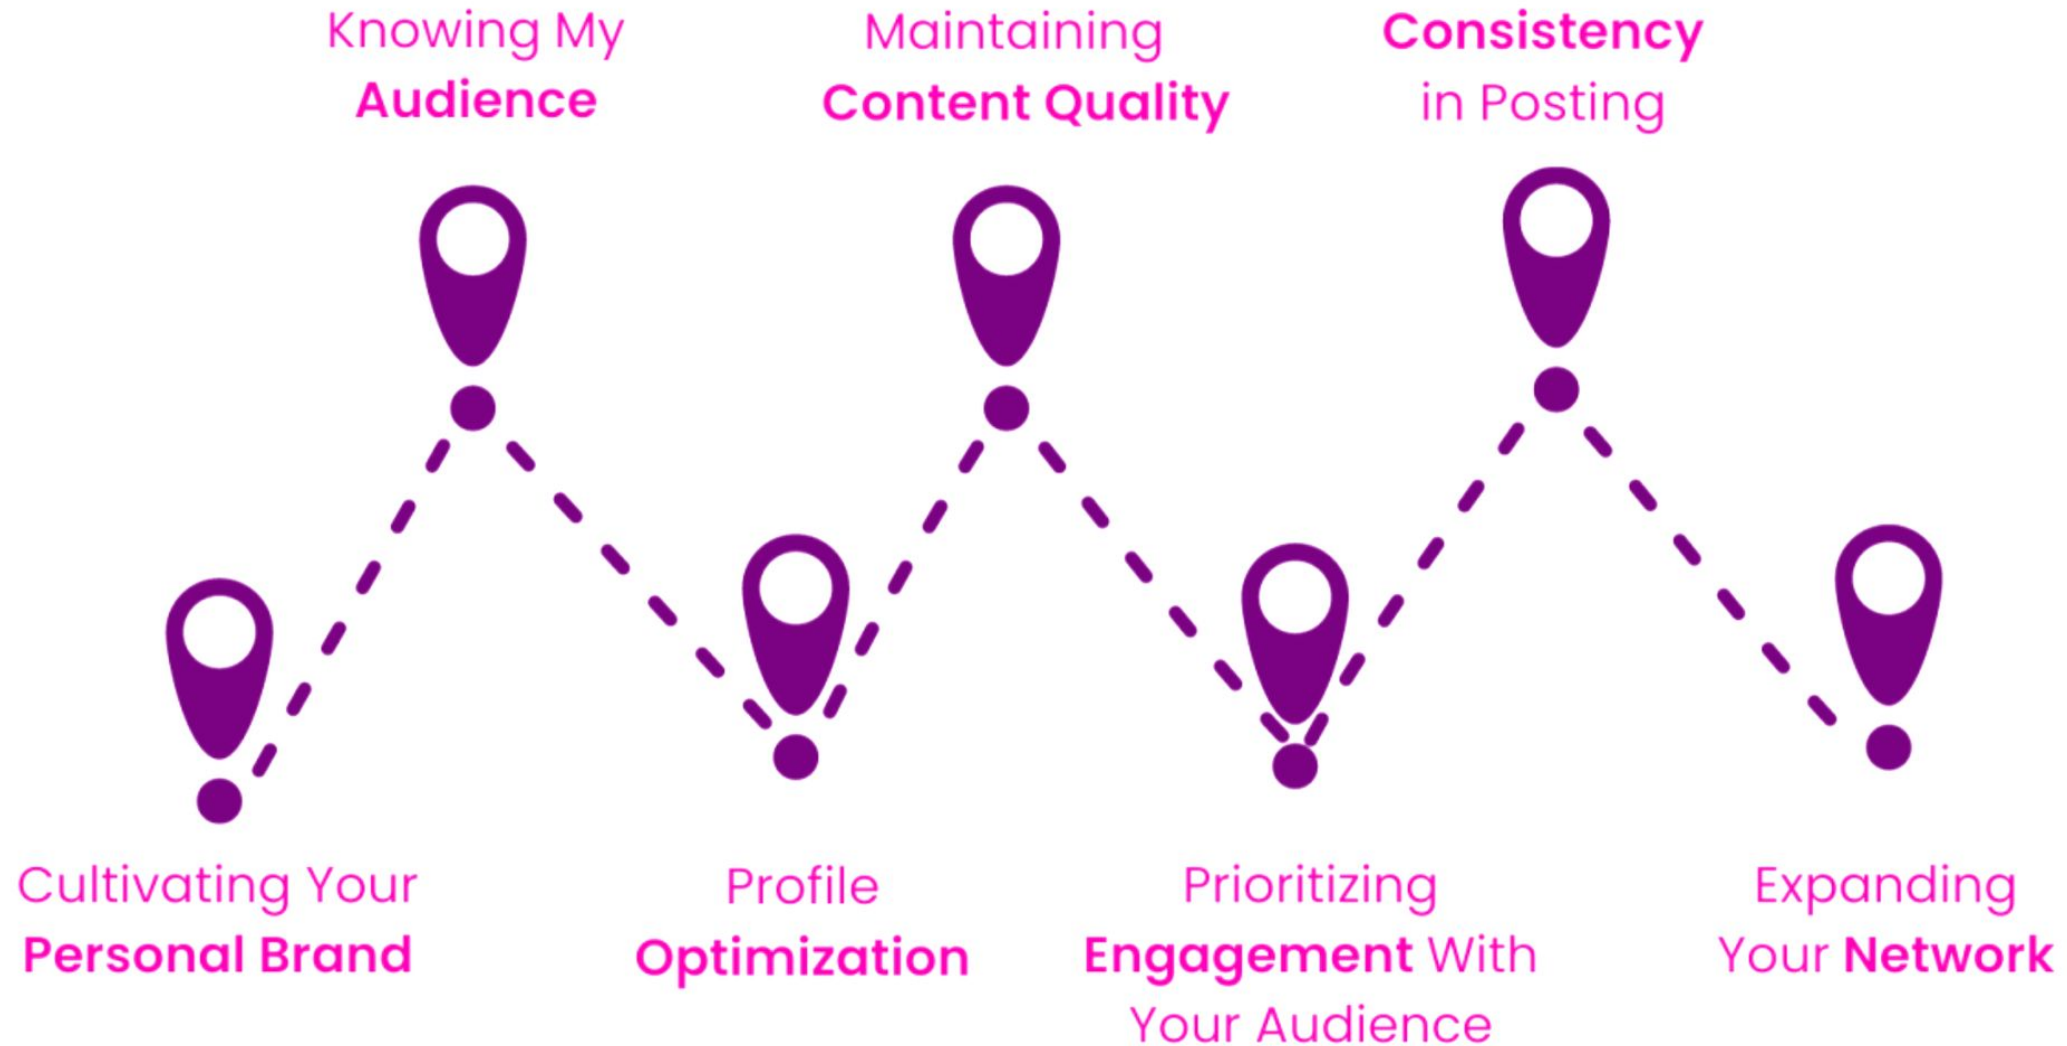 Knowing My
Audience
Maintaining
Content Quality
Consistency
in Posting
Cultivating Your
Personal Brand
Profile
Optimization
Prioritizing
Engagement With
Your Audience
Expanding
Your Network